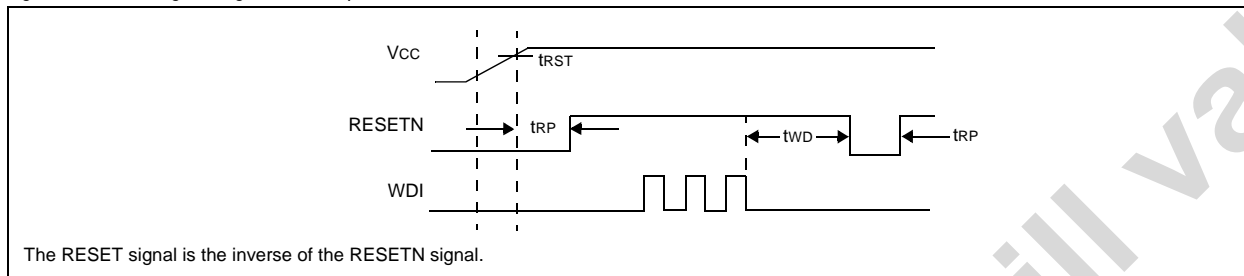 VCC
tRST
RESETN
tRP
tWD
tRP
WDI
The RESET signal is the inverse of the RESETN signal.